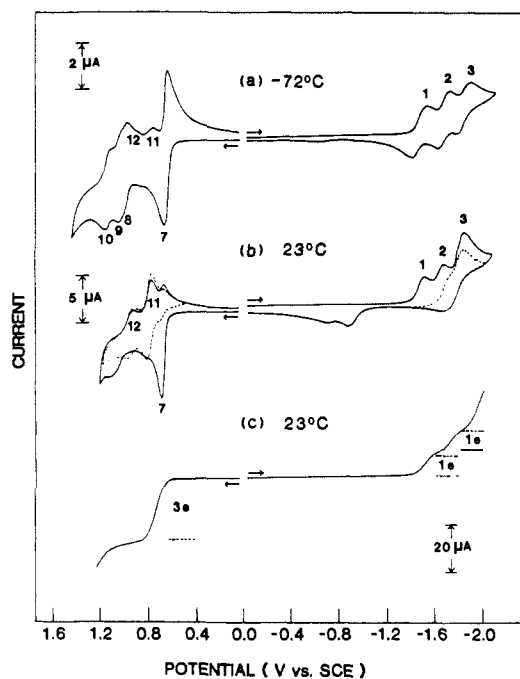 2 μA
(a) -72°C
1 2 3
12 11
10 9 8
7
(b) 23°C
5 μA
1 2 3
11
12
7
CURRENT
(c) 23°C
3e
1e
1e
20 μA
1.6 1.2 0.8 0.4 0.0 -0.4 -0.8 -1.2 -1.6 -2.0
POTENTIAL ( V vs. SCE )